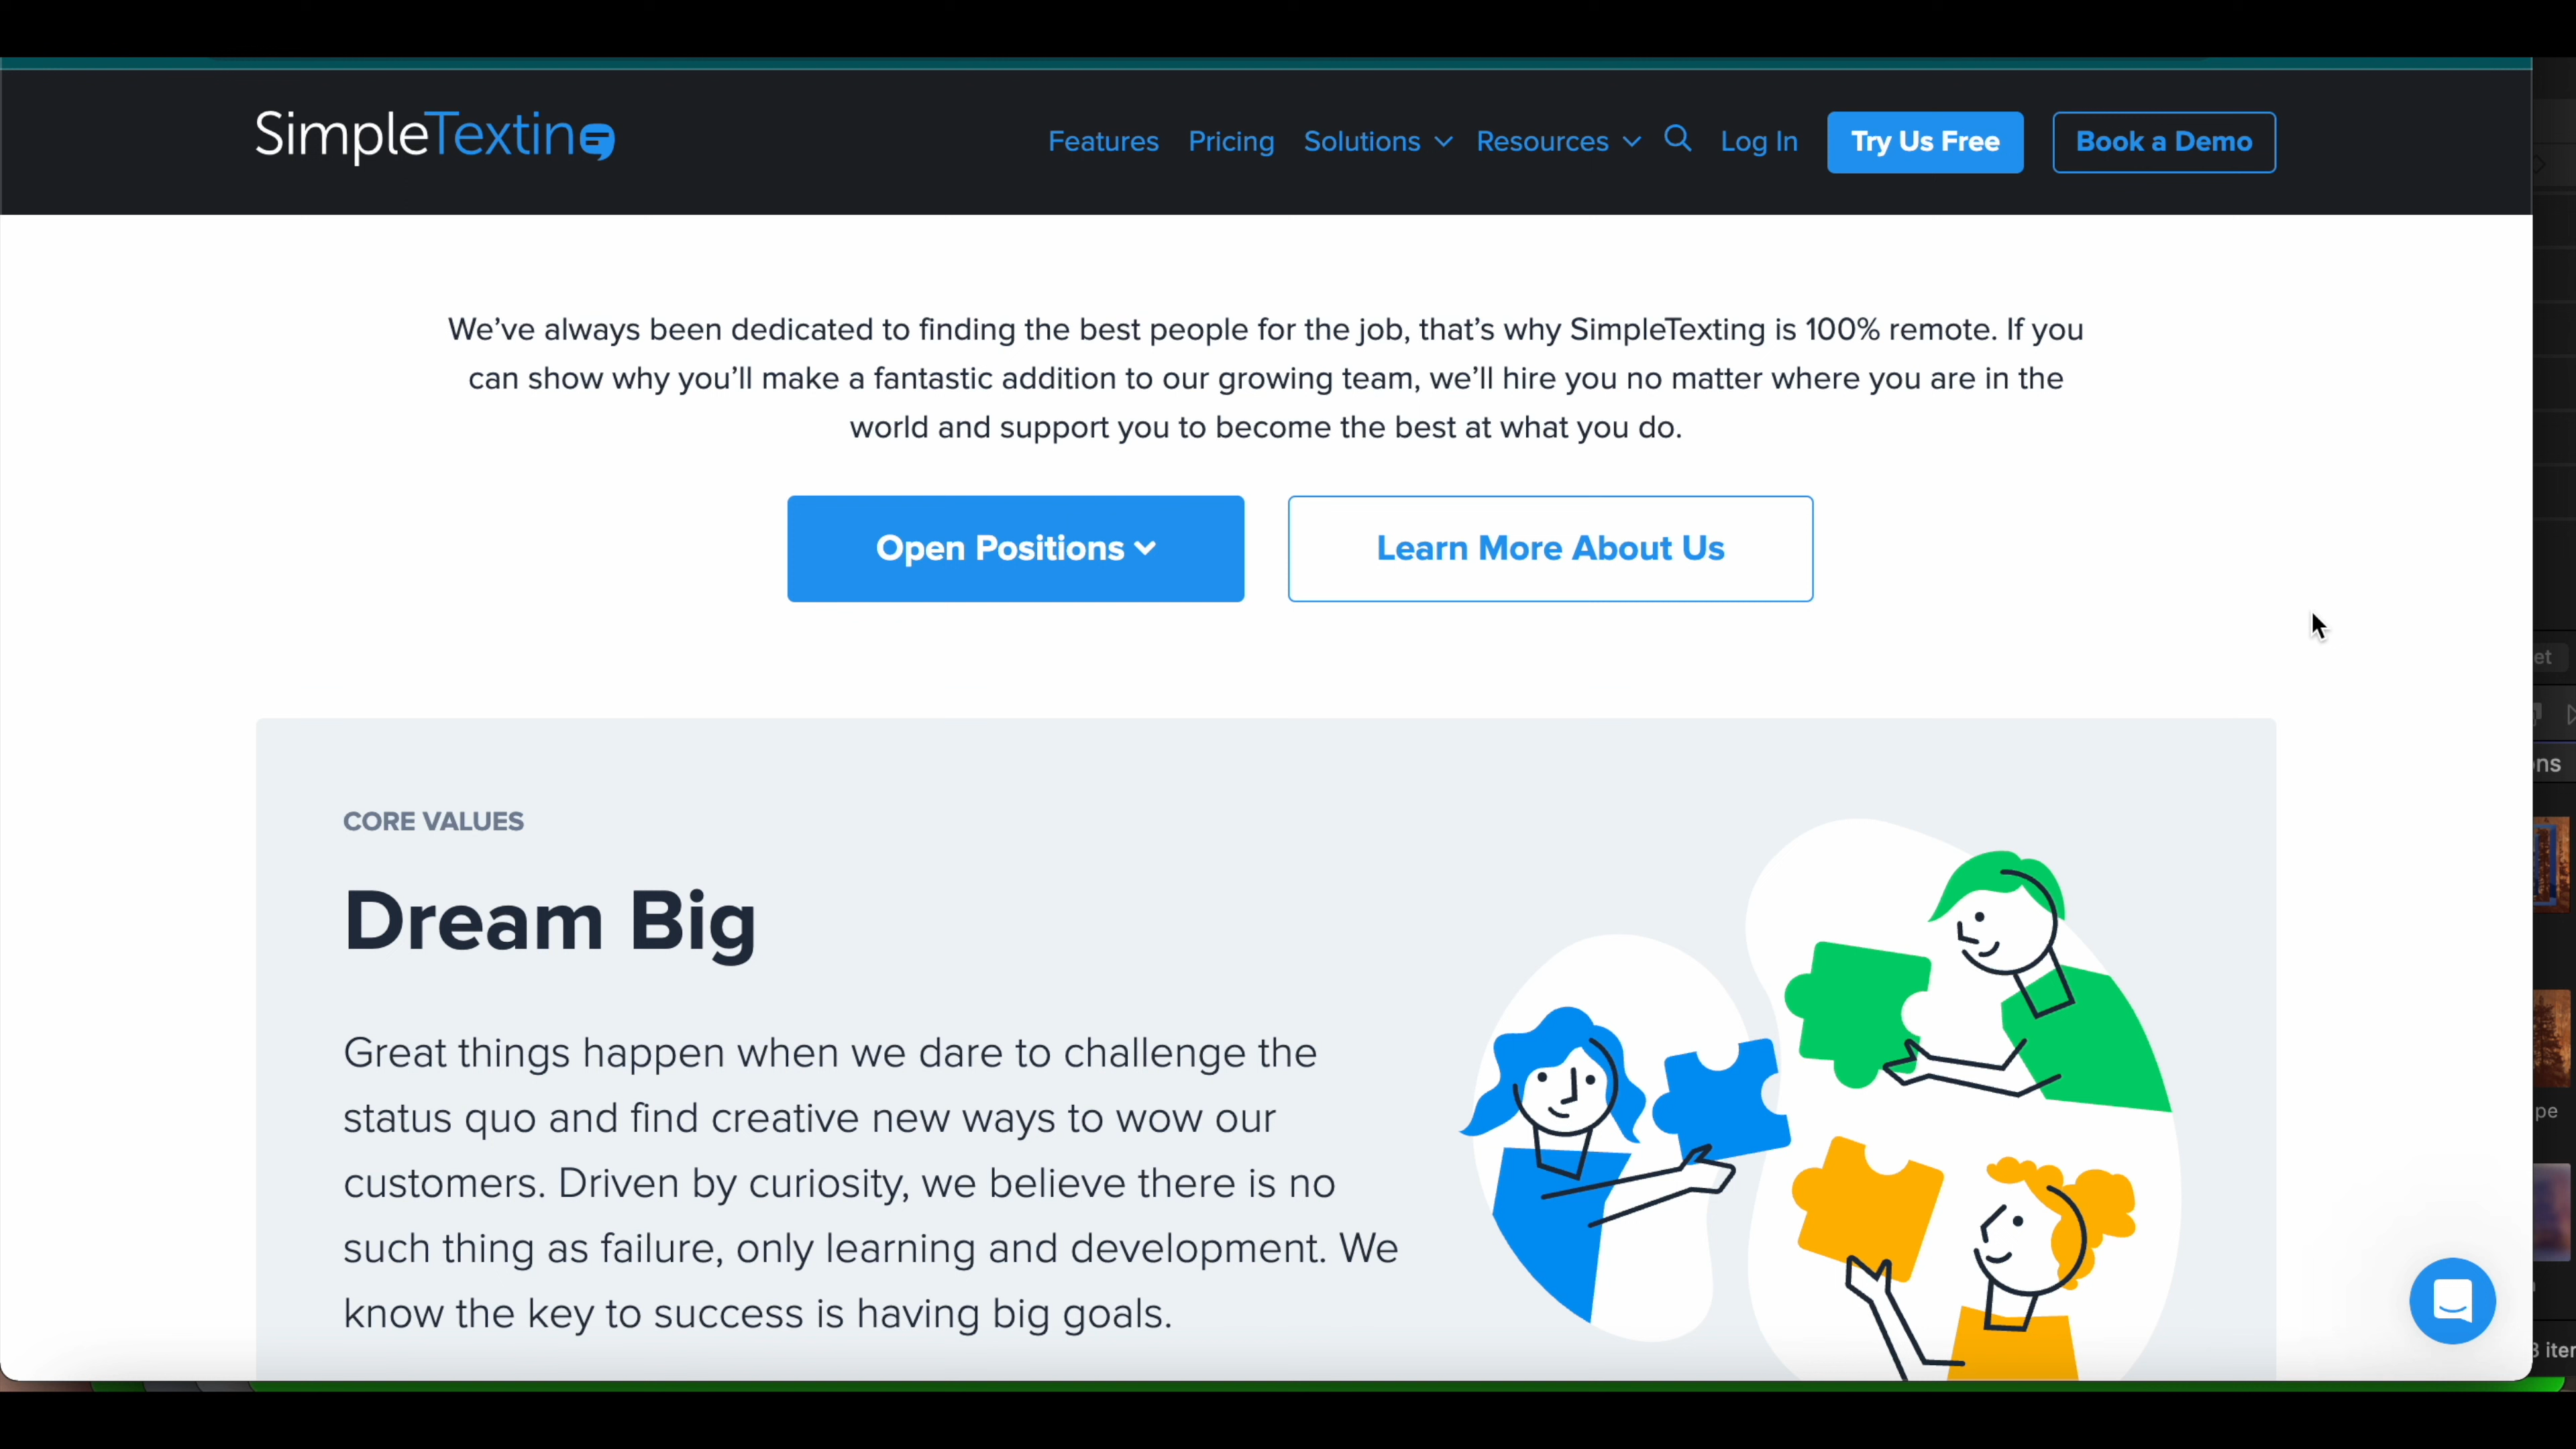 SimpleTexting
Features Pricing Solutions Resources Log In Try Us Free Book a Demo
We've always been dedicated to finding the best people for the job, that's why SimpleTexting is 100% remote. If you
can show why you'll make a fantastic addition to our growing team, we'll hire you no matter where you are in the
world and support you to become the best at what you do.
Open Positions
Learn More About Us
CORE VALUES
Dream Big
Great things happen when we dare to challenge the
status quo and find creative new ways to wow our
customers. Driven by curiosity, we believe there is no
such thing as failure, only learning and development. We
know the key to success is having big goals.